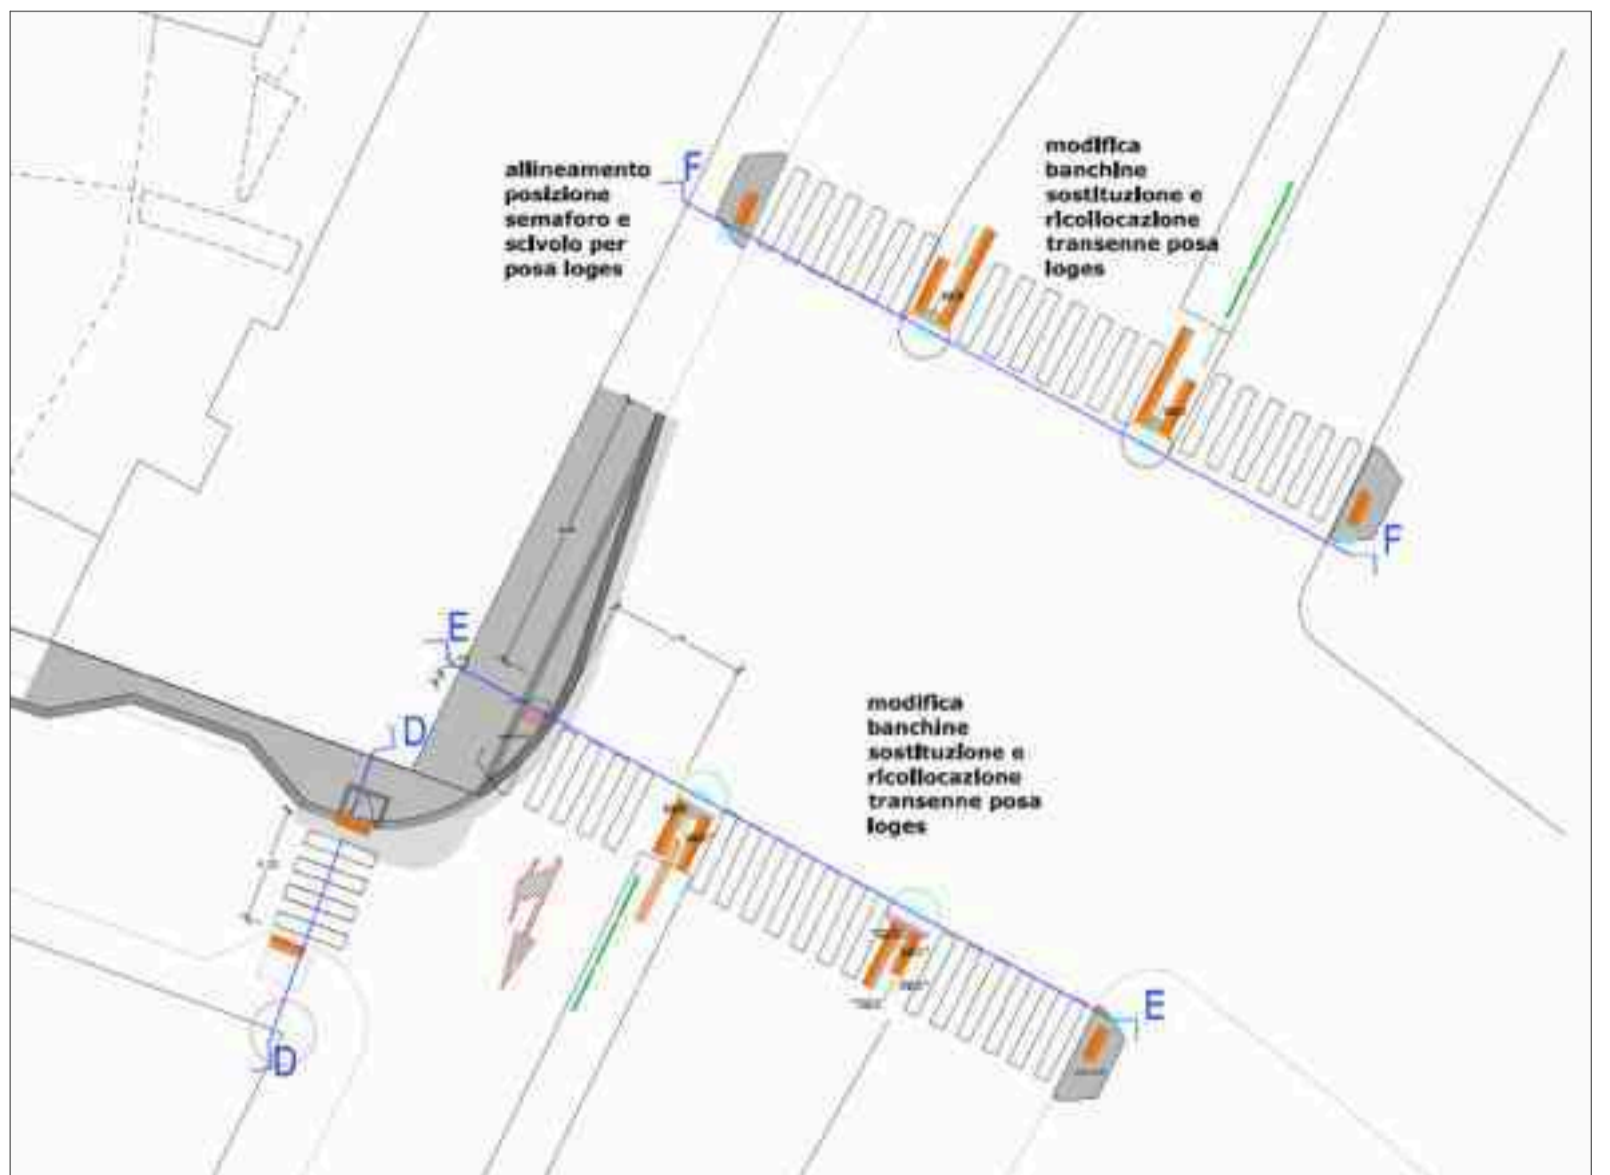 F
allineamento
posizione
semaforo e
scivolo per
posa loges
modifica
banchine
sostituzione e
ricollocazione
transenne posa
loges
F
E
D
modifica
banchine
sostituzione e
ricollocazione
transenne posa
loges
E
D